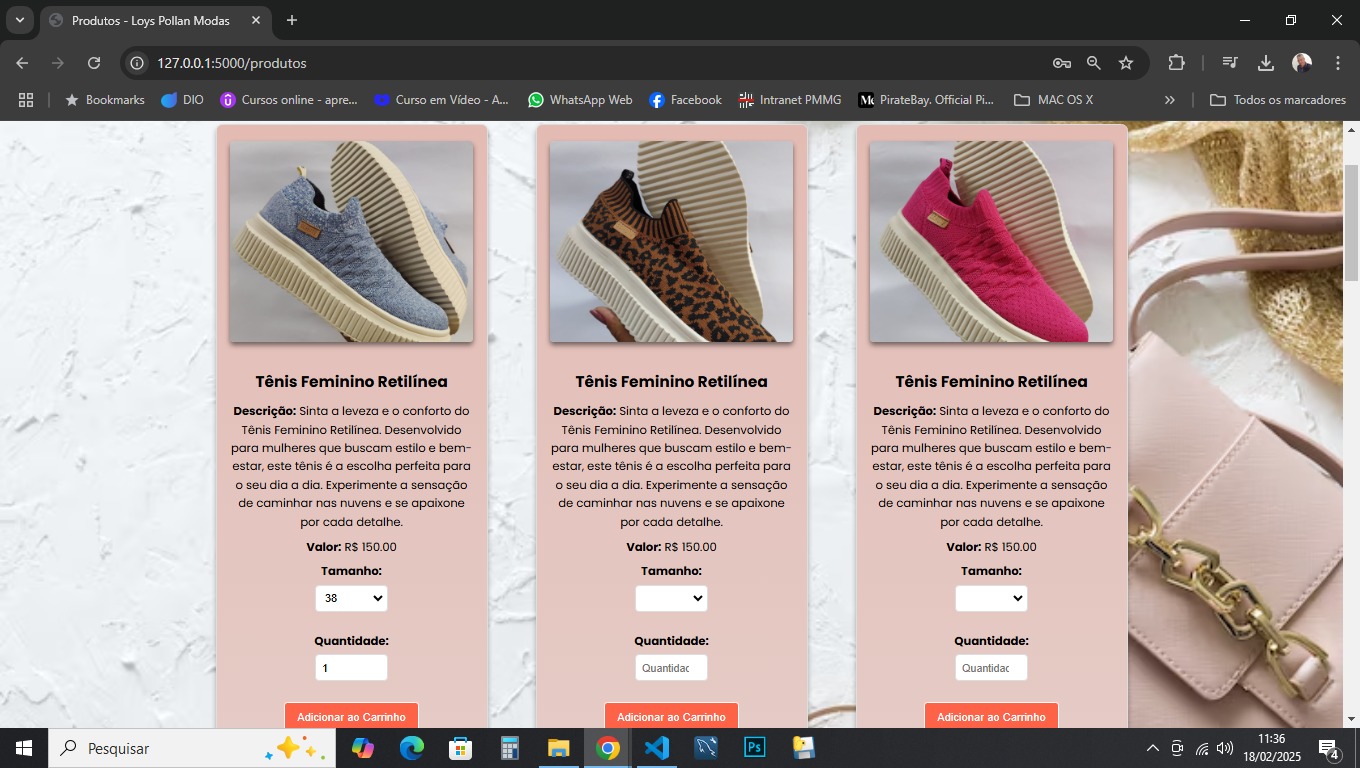 Produtos - Loys Pollan Modas
127.0.0.1:5000/produtos
Bookmarks
DIO
Cursos online - apre...
Curso em Vídeo - A...
WhatsApp Web
Facebook
Intranet PMMG
PirateBay. Official Pi...
MAC OS X
Todos os marcadores
Tênis Feminino Retilínea
Descrição: Sinta a leveza e o conforto do
Tênis Feminino Retilínea. Desenvolvido
para mulheres que buscam estilo e bem-
estar, este tênis é a escolha perfeita para
o seu dia a dia. Experimente a sensação
de caminhar nas nuvens e se apaixone
por cada detalhe.
Valor: R$ 150.00
Tamanho:
38
Quantidade:
1
Adicionar ao Carrinho
Tênis Feminino Retilínea
Descrição: Sinta a leveza e o conforto do
Tênis Feminino Retilínea. Desenvolvido
para mulheres que buscam estilo e bem-
estar, este tênis é a escolha perfeita para
o seu dia a dia. Experimente a sensação
de caminhar nas nuvens e se apaixone
por cada detalhe.
Valor: R$ 150.00
Tamanho:
Quantidade:
Quantidac
Adicionar ao Carrinho
Tênis Feminino Retilínea
Descrição: Sinta a leveza e o conforto do
Tênis Feminino Retilínea. Desenvolvido
para mulheres que buscam estilo e bem-
estar, este tênis é a escolha perfeita para
o seu dia a dia. Experimente a sensação
de caminhar nas nuvens e se apaixone
por cada detalhe.
Valor: R$ 150.00
Tamanho:
Quantidade:
Quantidac
Adicionar ao Carrinho
Pesquisar
Ps
11:36
18/02/2025
4